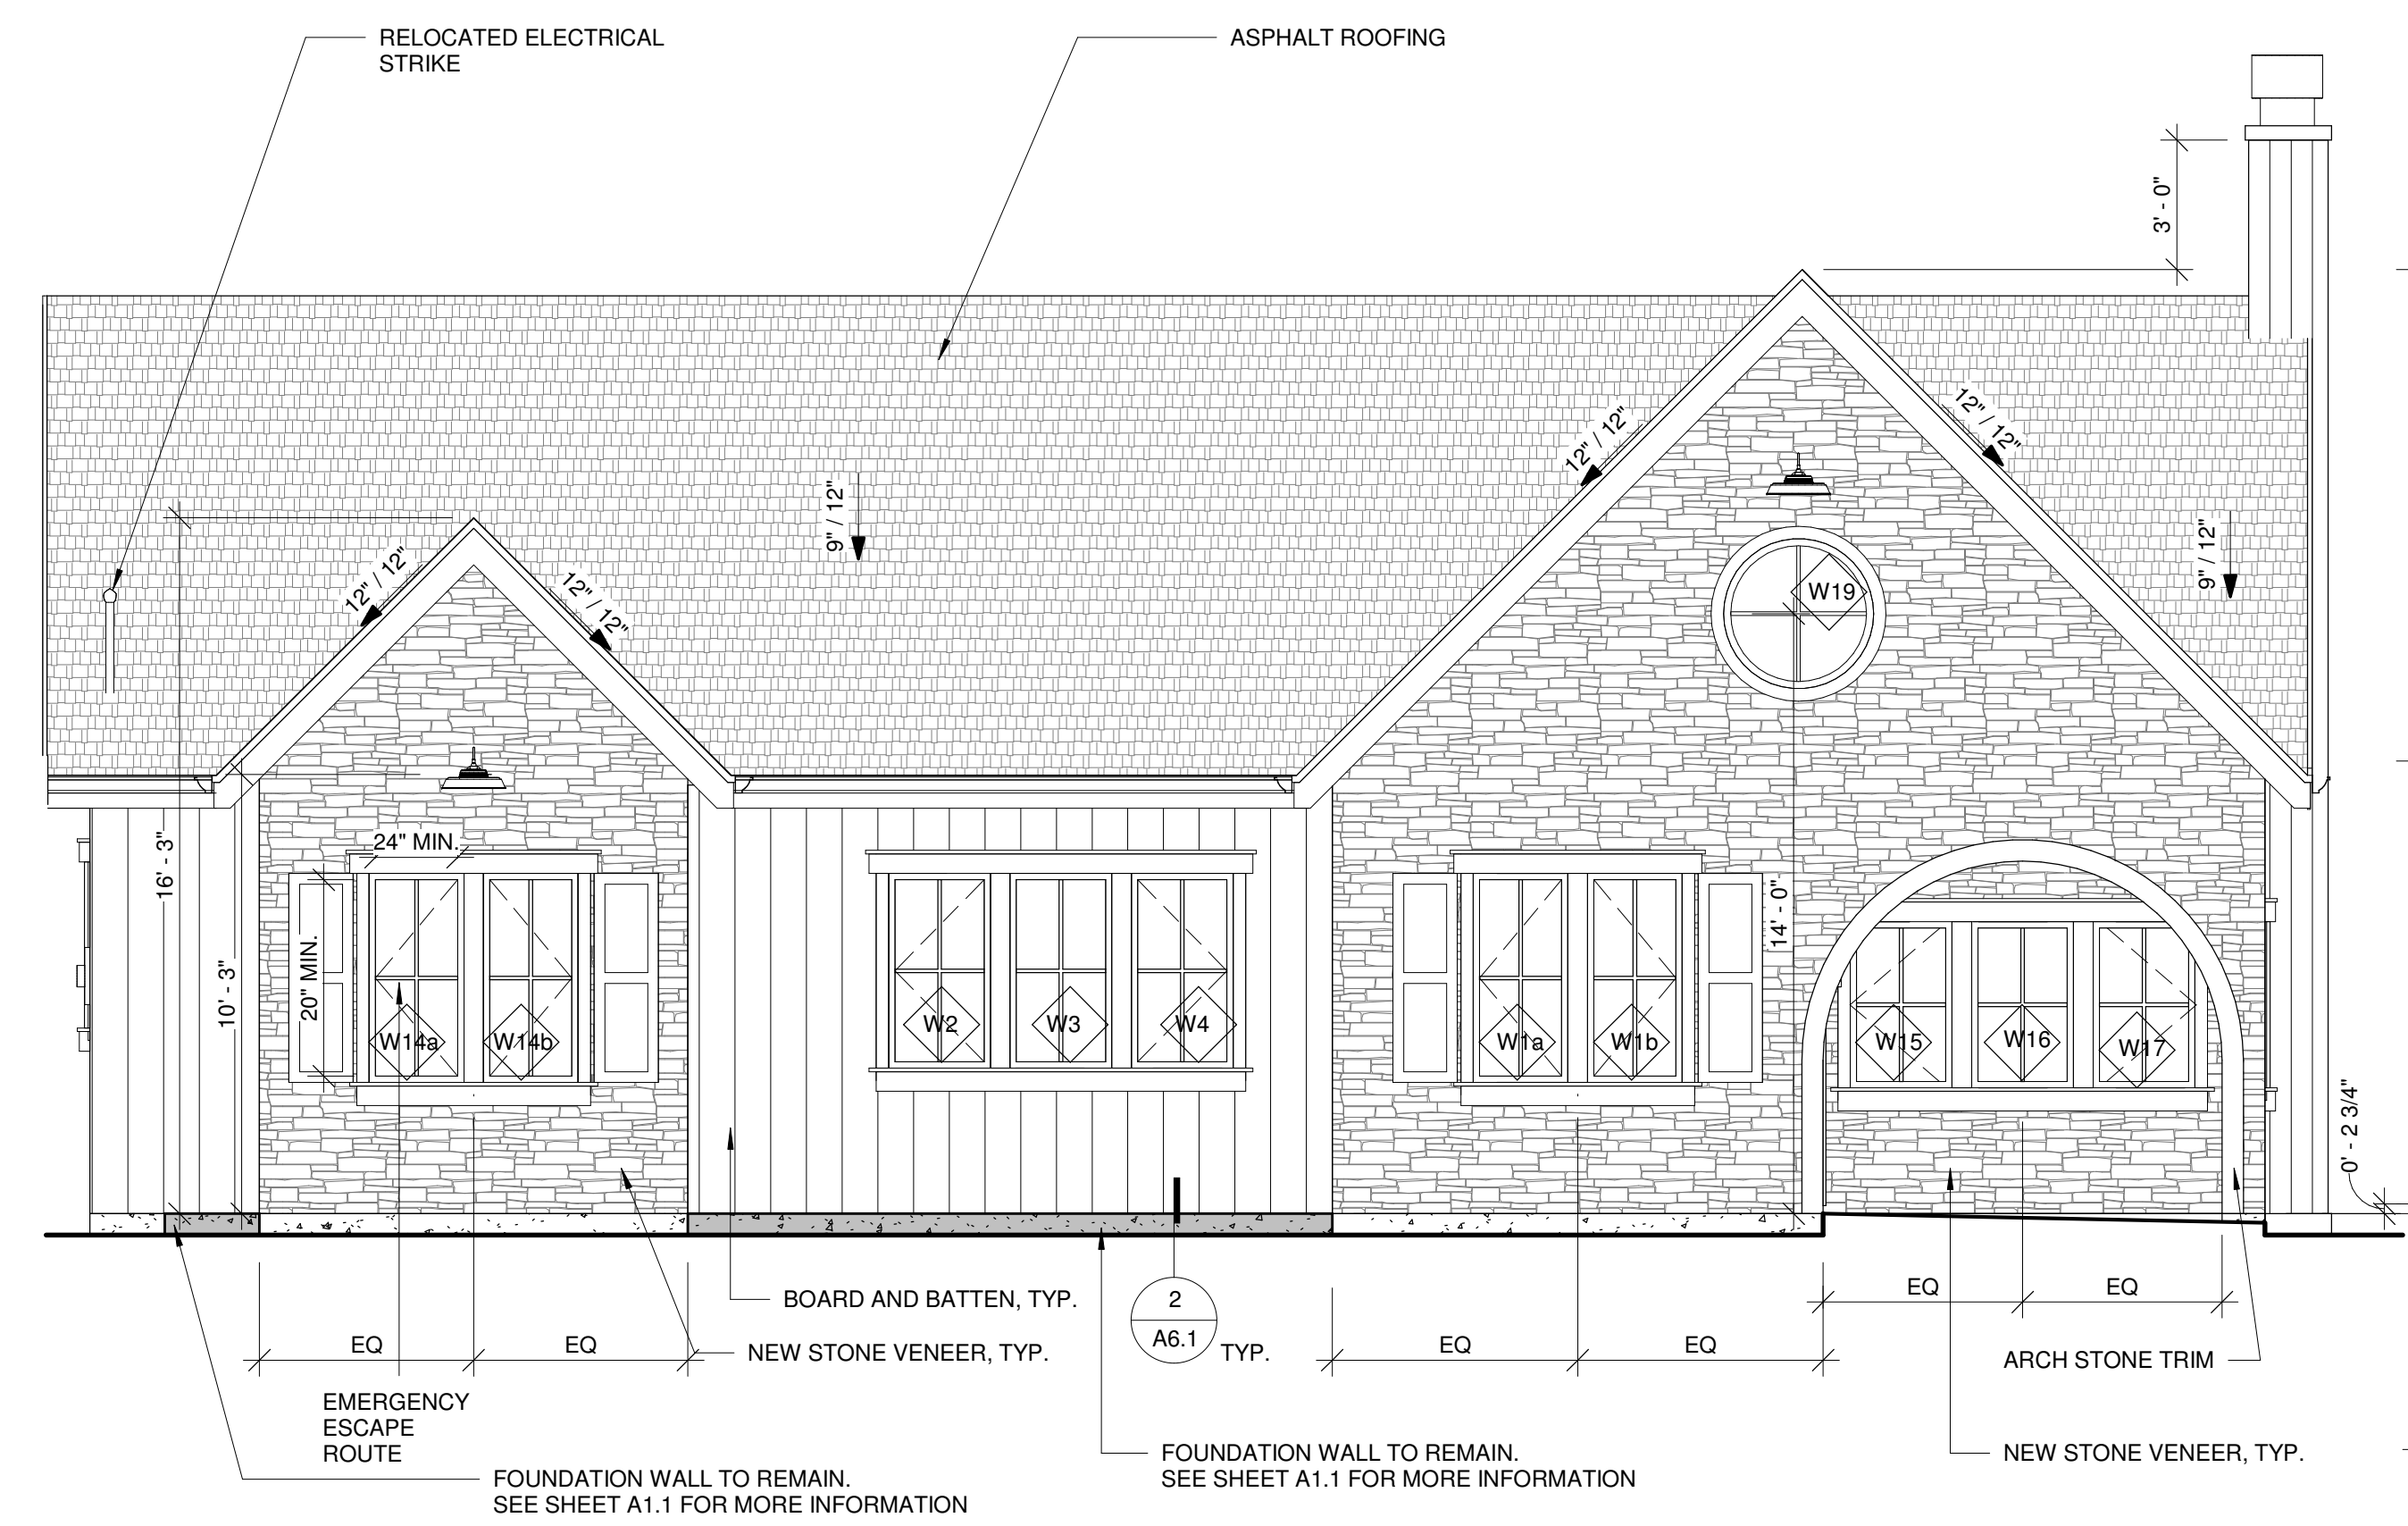 RELOCATED ELECTRICAL
STRIKE
ASPHALT ROOFING
3' - 0"
12" / 12"
12" / 12"
9" / 12"
12" / 12"
12" / 12"
9" / 12"
W19
16' - 3"
24" MIN.
20" MIN.
10' - 3"
14' - 0"
W14a
W14b
W2
W3
W4
W1a
W1b
W15
W16
W17
0' - 2 3/4"
EQ
EQ
BOARD AND BATTEN, TYP.
NEW STONE VENEER, TYP.
2
A6.1
TYP.
EQ
EQ
EQ
EQ
ARCH STONE TRIM
EMERGENCY
ESCAPE
ROUTE
FOUNDATION WALL TO REMAIN.
SEE SHEET A1.1 FOR MORE INFORMATION
FOUNDATION WALL TO REMAIN.
SEE SHEET A1.1 FOR MORE INFORMATION
NEW STONE VENEER, TYP.